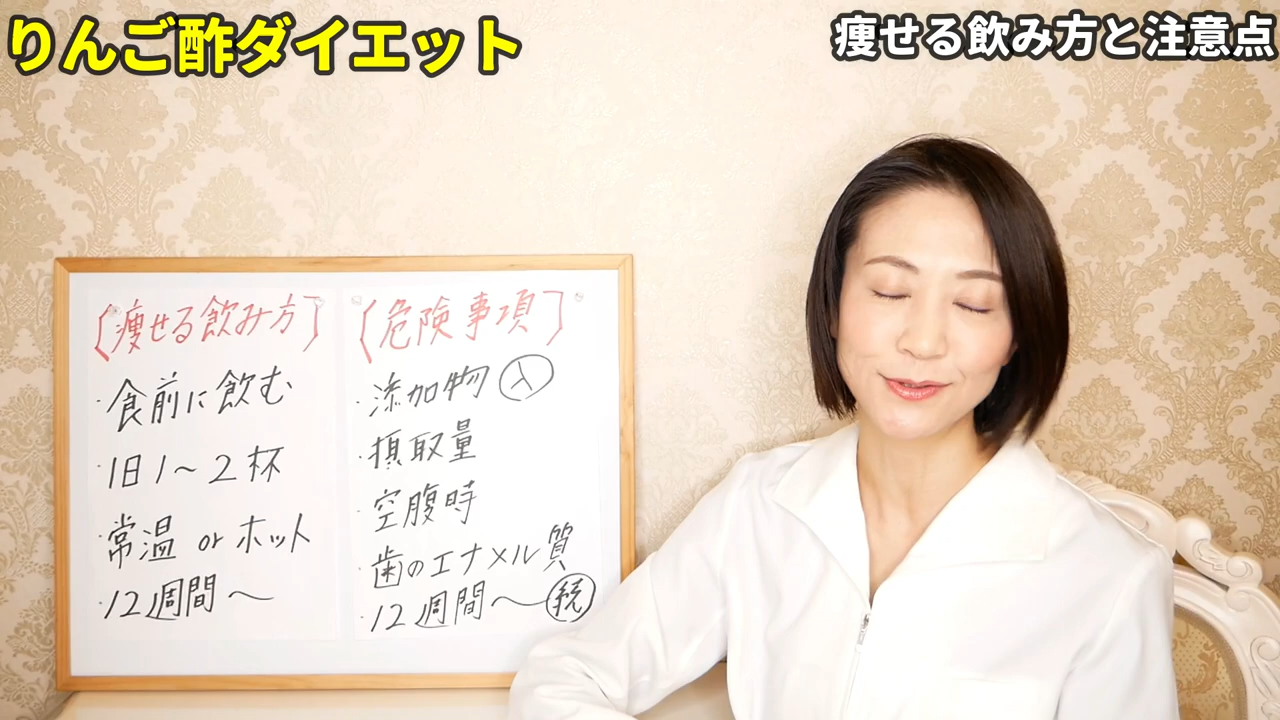 りんご酢ダイエット
痩せる飲み方と注意点
〔痩せる飲み方〕
・食前に飲む
・1日1〜2杯
・常温 or ホット
・12週間〜
〔危険事項〕
・添加物 入
・摂取量
・空腹時
・歯のエナメル質
・12週間〜 続